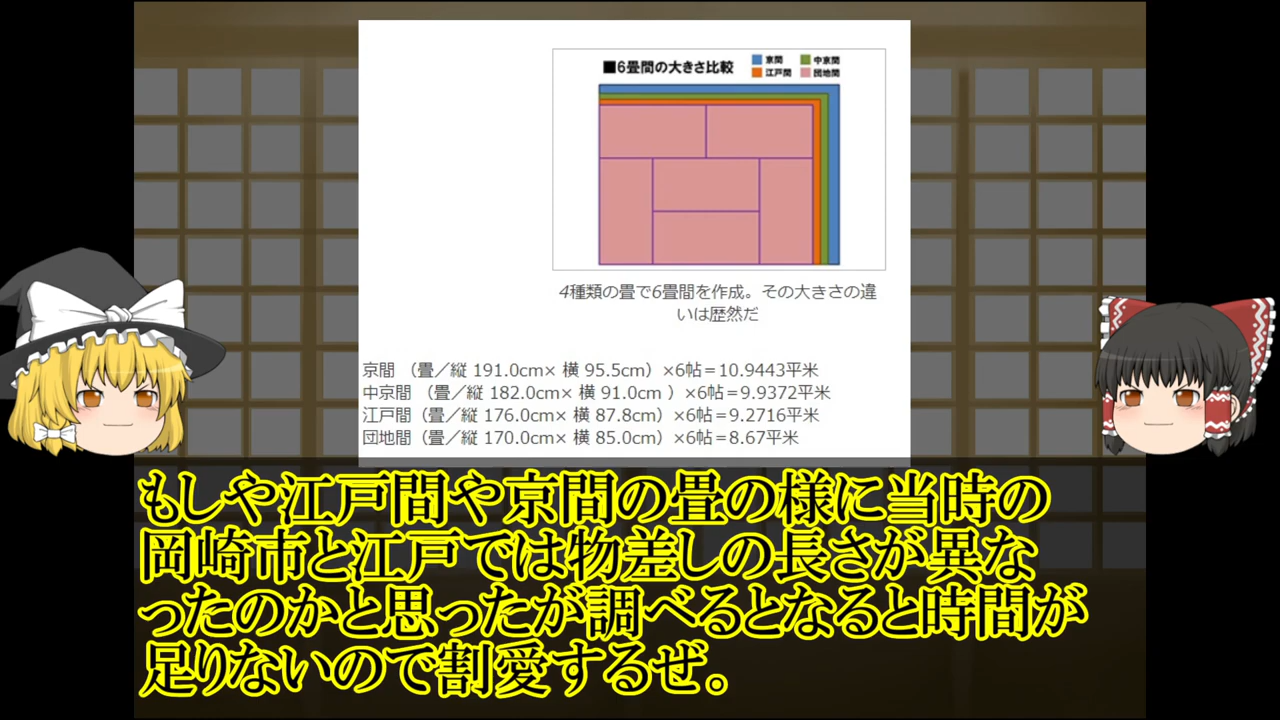 ■6畳間の大きさ比較
京間 中京間
江戸間 団地間
4種類の畳で6畳間を作成。その大きさの違
いは歴然だ
京間 （畳／縦 191.0cm× 横 95.5cm）×6帖＝10.9443平米
中京間 （畳／縦 182.0cm× 横 91.0cm ）×6帖＝9.9372平米
江戸間（畳／縦 176.0cm× 横 87.8cm）×6帖＝9.2716平米
団地間（畳／縦 170.0cm× 横 85.0cm）×6帖＝8.67平米
もしや江戸間や京間の畳の様に当時の
岡崎市と江戸では物差しの長さが異な
ったのかと思ったが調べるとなると時間が
足りないので割愛するぜ。